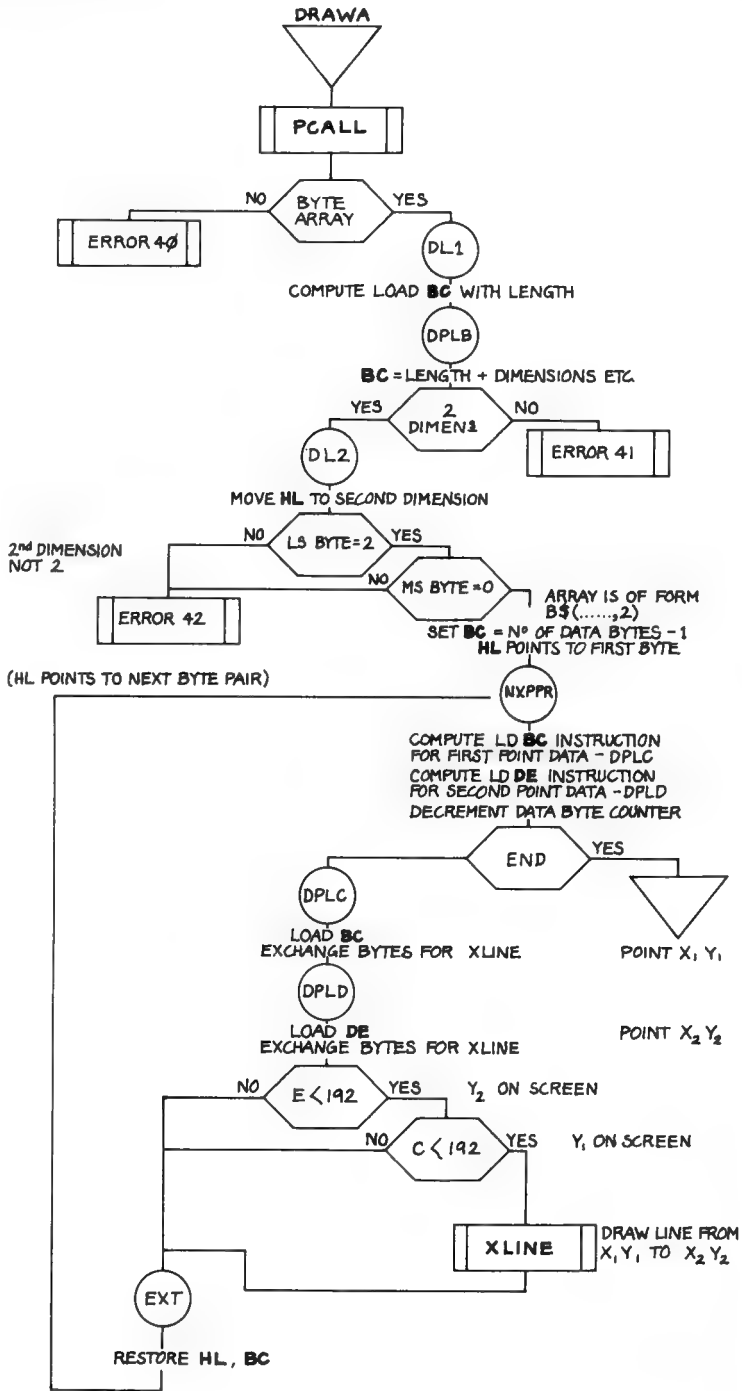 DRAWA
PCALL
NO
BYTE
ARRAY
YES
ERROR 4Ø
DL1
COMPUTE LOAD BC WITH LENGTH
DPLB
BC = LENGTH + DIMENSIONS ETC
YES
2
DIMENS
NO
DL2
ERROR 41
MOVE HL TO SECOND DIMENSION
2nd DIMENSION
NOT 2
NO
LS BYTE=2
YES
NO
MS BYTE=0
ERROR 42
ARRAY IS OF FORM
B$(......,2)
SET BC = Nº OF DATA BYTES - 1
HL POINTS TO FIRST BYTE
(HL POINTS TO NEXT BYTE PAIR)
NXPPR
COMPUTE LD BC INSTRUCTION
FOR FIRST POINT DATA - DPLC
COMPUTE LD DE INSTRUCTION
FOR SECOND POINT DATA - DPLD
DECREMENT DATA BYTE COUNTER
END
YES
DPLC
LOAD BC
EXCHANGE BYTES FOR XLINE
POINT X₁ Y₁
DPLD
LOAD DE
EXCHANGE BYTES FOR XLINE
POINT X₂ Y₂
NO
E<192
YES
Y₂ ON SCREEN
NO
C<192
YES
Y₁ ON SCREEN
XLINE
DRAW LINE FROM
X₁ Y₁ TO X₂ Y₂
EXT
RESTORE HL, BC